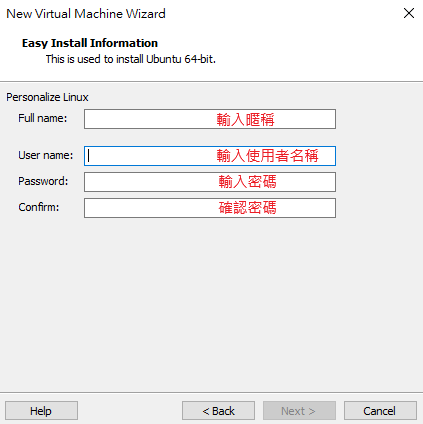 New Virtual Machine Wizard
Easy Install Information
This is used to install Ubuntu 64-bit.
Personalize Linux
Full name: 輸入暱稱
User name: 輸入使用者名稱
Password: 輸入密碼
Confirm: 確認密碼
Help < Back Next > Cancel